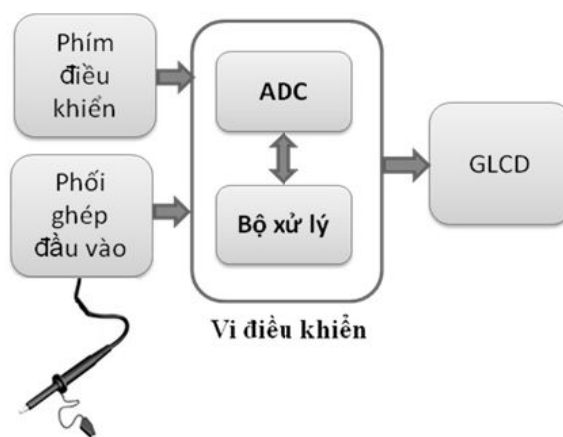 Phím
điều
khiển
Phối
ghép
đầu vào
ADC
Bộ xử lý
Vi điều khiển
GLCD